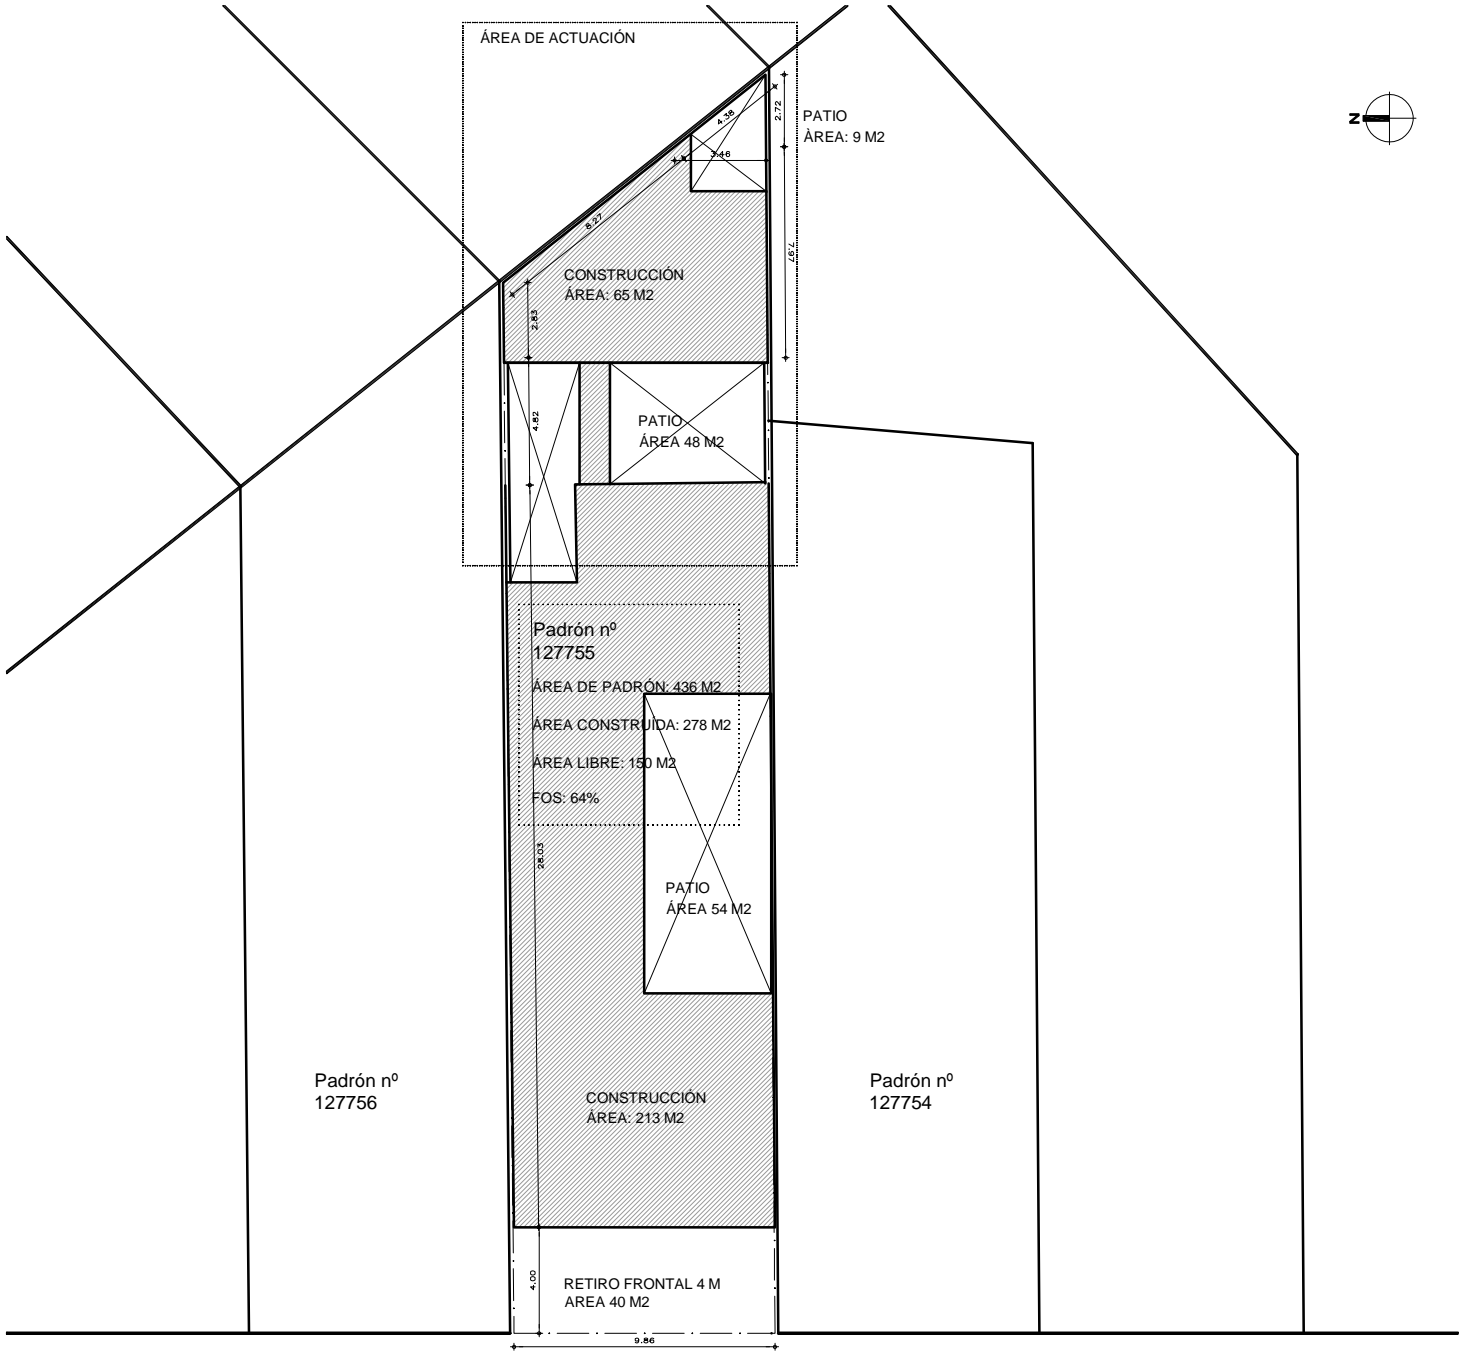 ÁREA DE ACTUACIÓN
2.72
PATIO
ÀREA: 9 M2
N
4.38
3.46
8.27
7.97
CONSTRUCCIÓN
ÁREA: 65 M2
2.83
4.82
PATIO
ÁREA 48 M2
Padrón nº
127755
ÁREA DE PADRÓN: 436 M2
ÁREA CONSTRUÍDA: 278 M2
ÁREA LIBRE: 150 M2
FOS: 64%
28.03
PATIO
ÁREA 54 M2
Padrón nº
127756
CONSTRUCCIÓN
ÁREA: 213 M2
Padrón nº
127754
4.00
RETIRO FRONTAL 4 M
AREA 40 M2
9.86